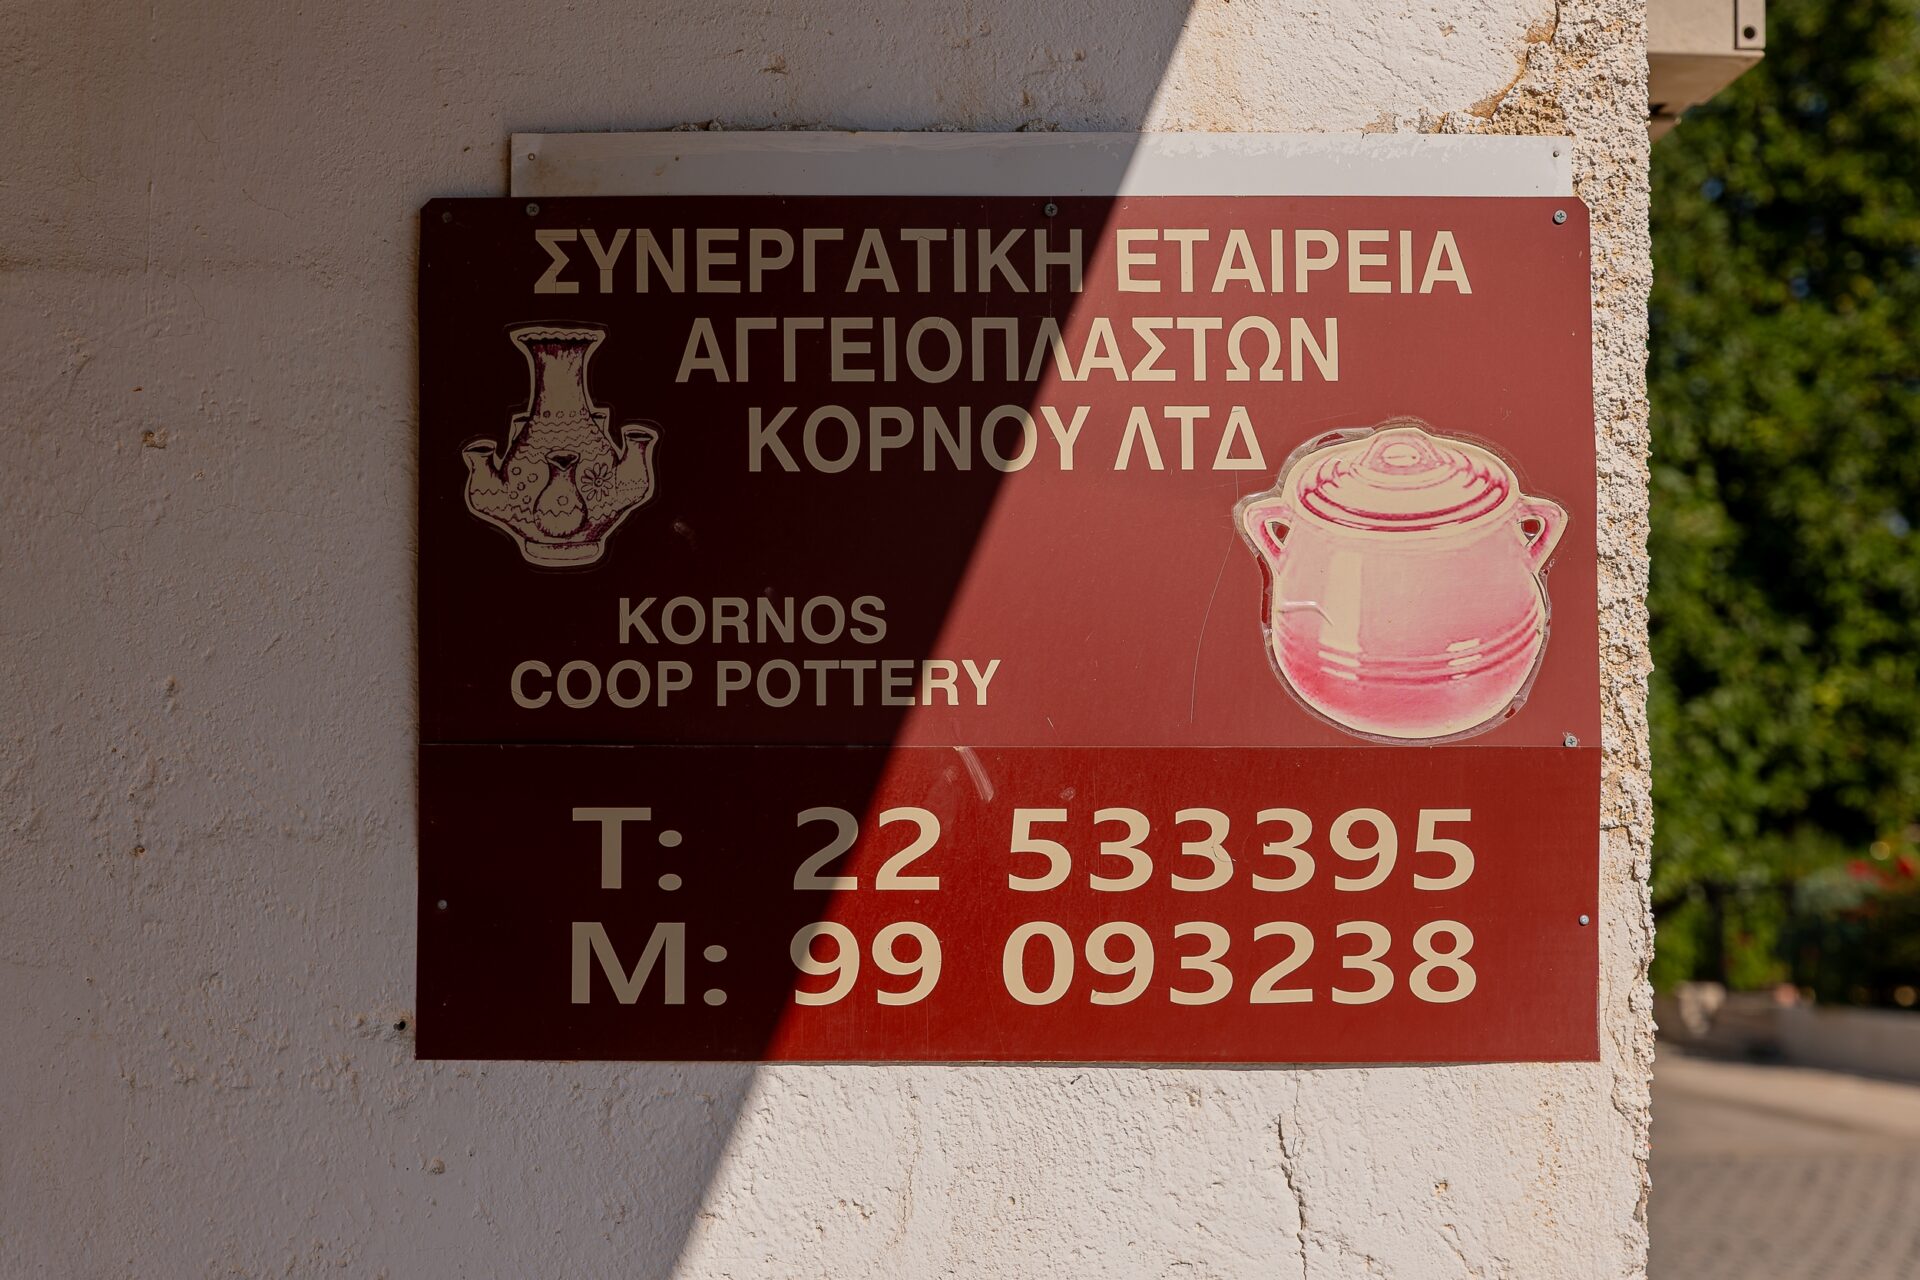 ΣΥΝΕΡΓΑΤΙΚΗ ΕΤΑΙΡΕΙΑ
ΑΓΓΕΙΟΠΛΑΣΤΩΝ
ΚΟΡΝΟΥ ΛΤΔ
KORNOS
COOP POTTERY
T: 22 533395
M: 99 093238